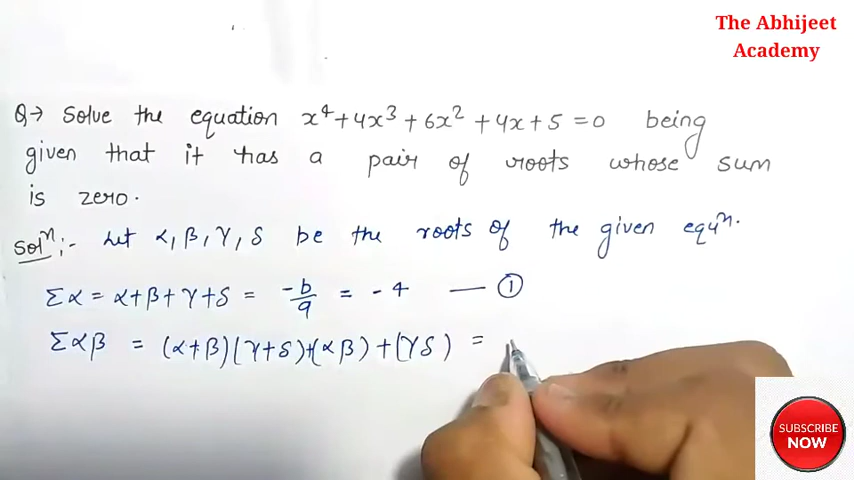 The Abhijeet
Academy
Q→ Solve the equation x⁴+4x³+6x²+4x+5=0 being
given that it has a pair of roots whose sum
is zero.
Solⁿ:- Let α, β, γ, δ be the roots of the given equⁿ.
Σα = α+β+γ+δ = -b/a = -4 — ①
Σαβ = (α+β)(γ+δ)+(αβ)+(γδ) =
SUBSCRIBE
NOW